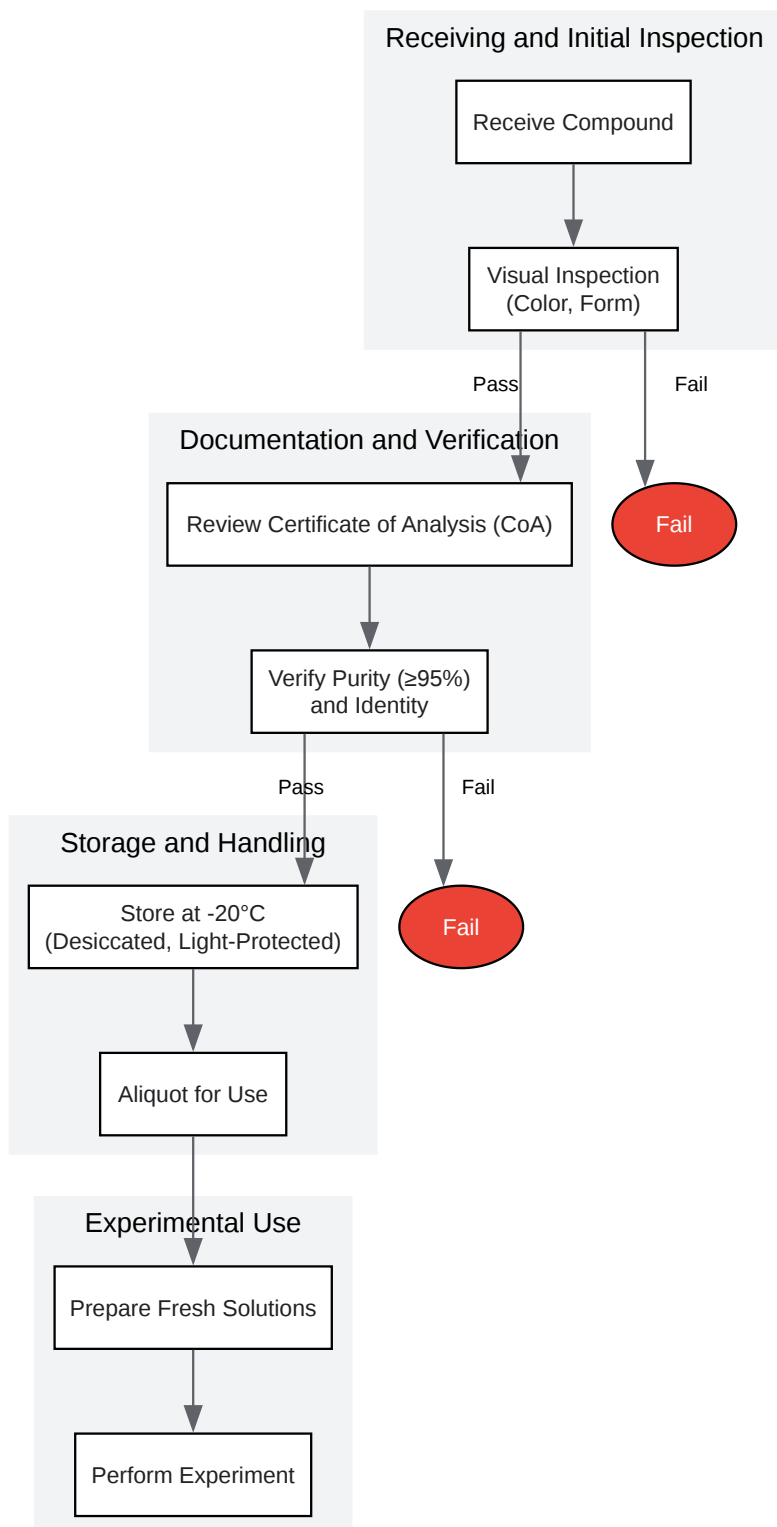 Receiving and Initial Inspection
Receive Compound
Visual Inspection
(Color, Form)
Pass
Fail
Documentation and Verification
Review Certificate of Analysis (CoA)
Fail
Verify Purity (≥95%)
and Identity
Pass
Fail
Storage and Handling
Store at -20°C
(Desiccated, Light-Protected)
Fail
Aliquot for Use
Experimental Use
Prepare Fresh Solutions
Perform Experiment